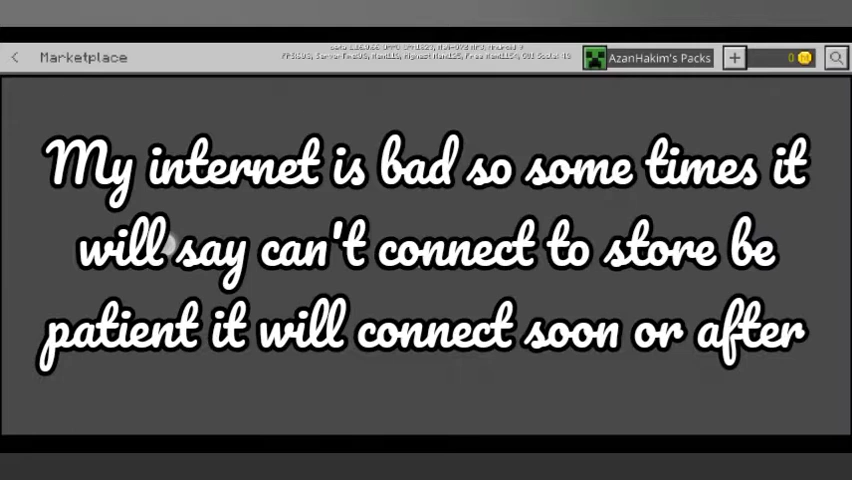 Marketplace
AzanHakim's Packs
0
My internet is bad so some times it
will say can't connect to store be
patient it will connect soon or after